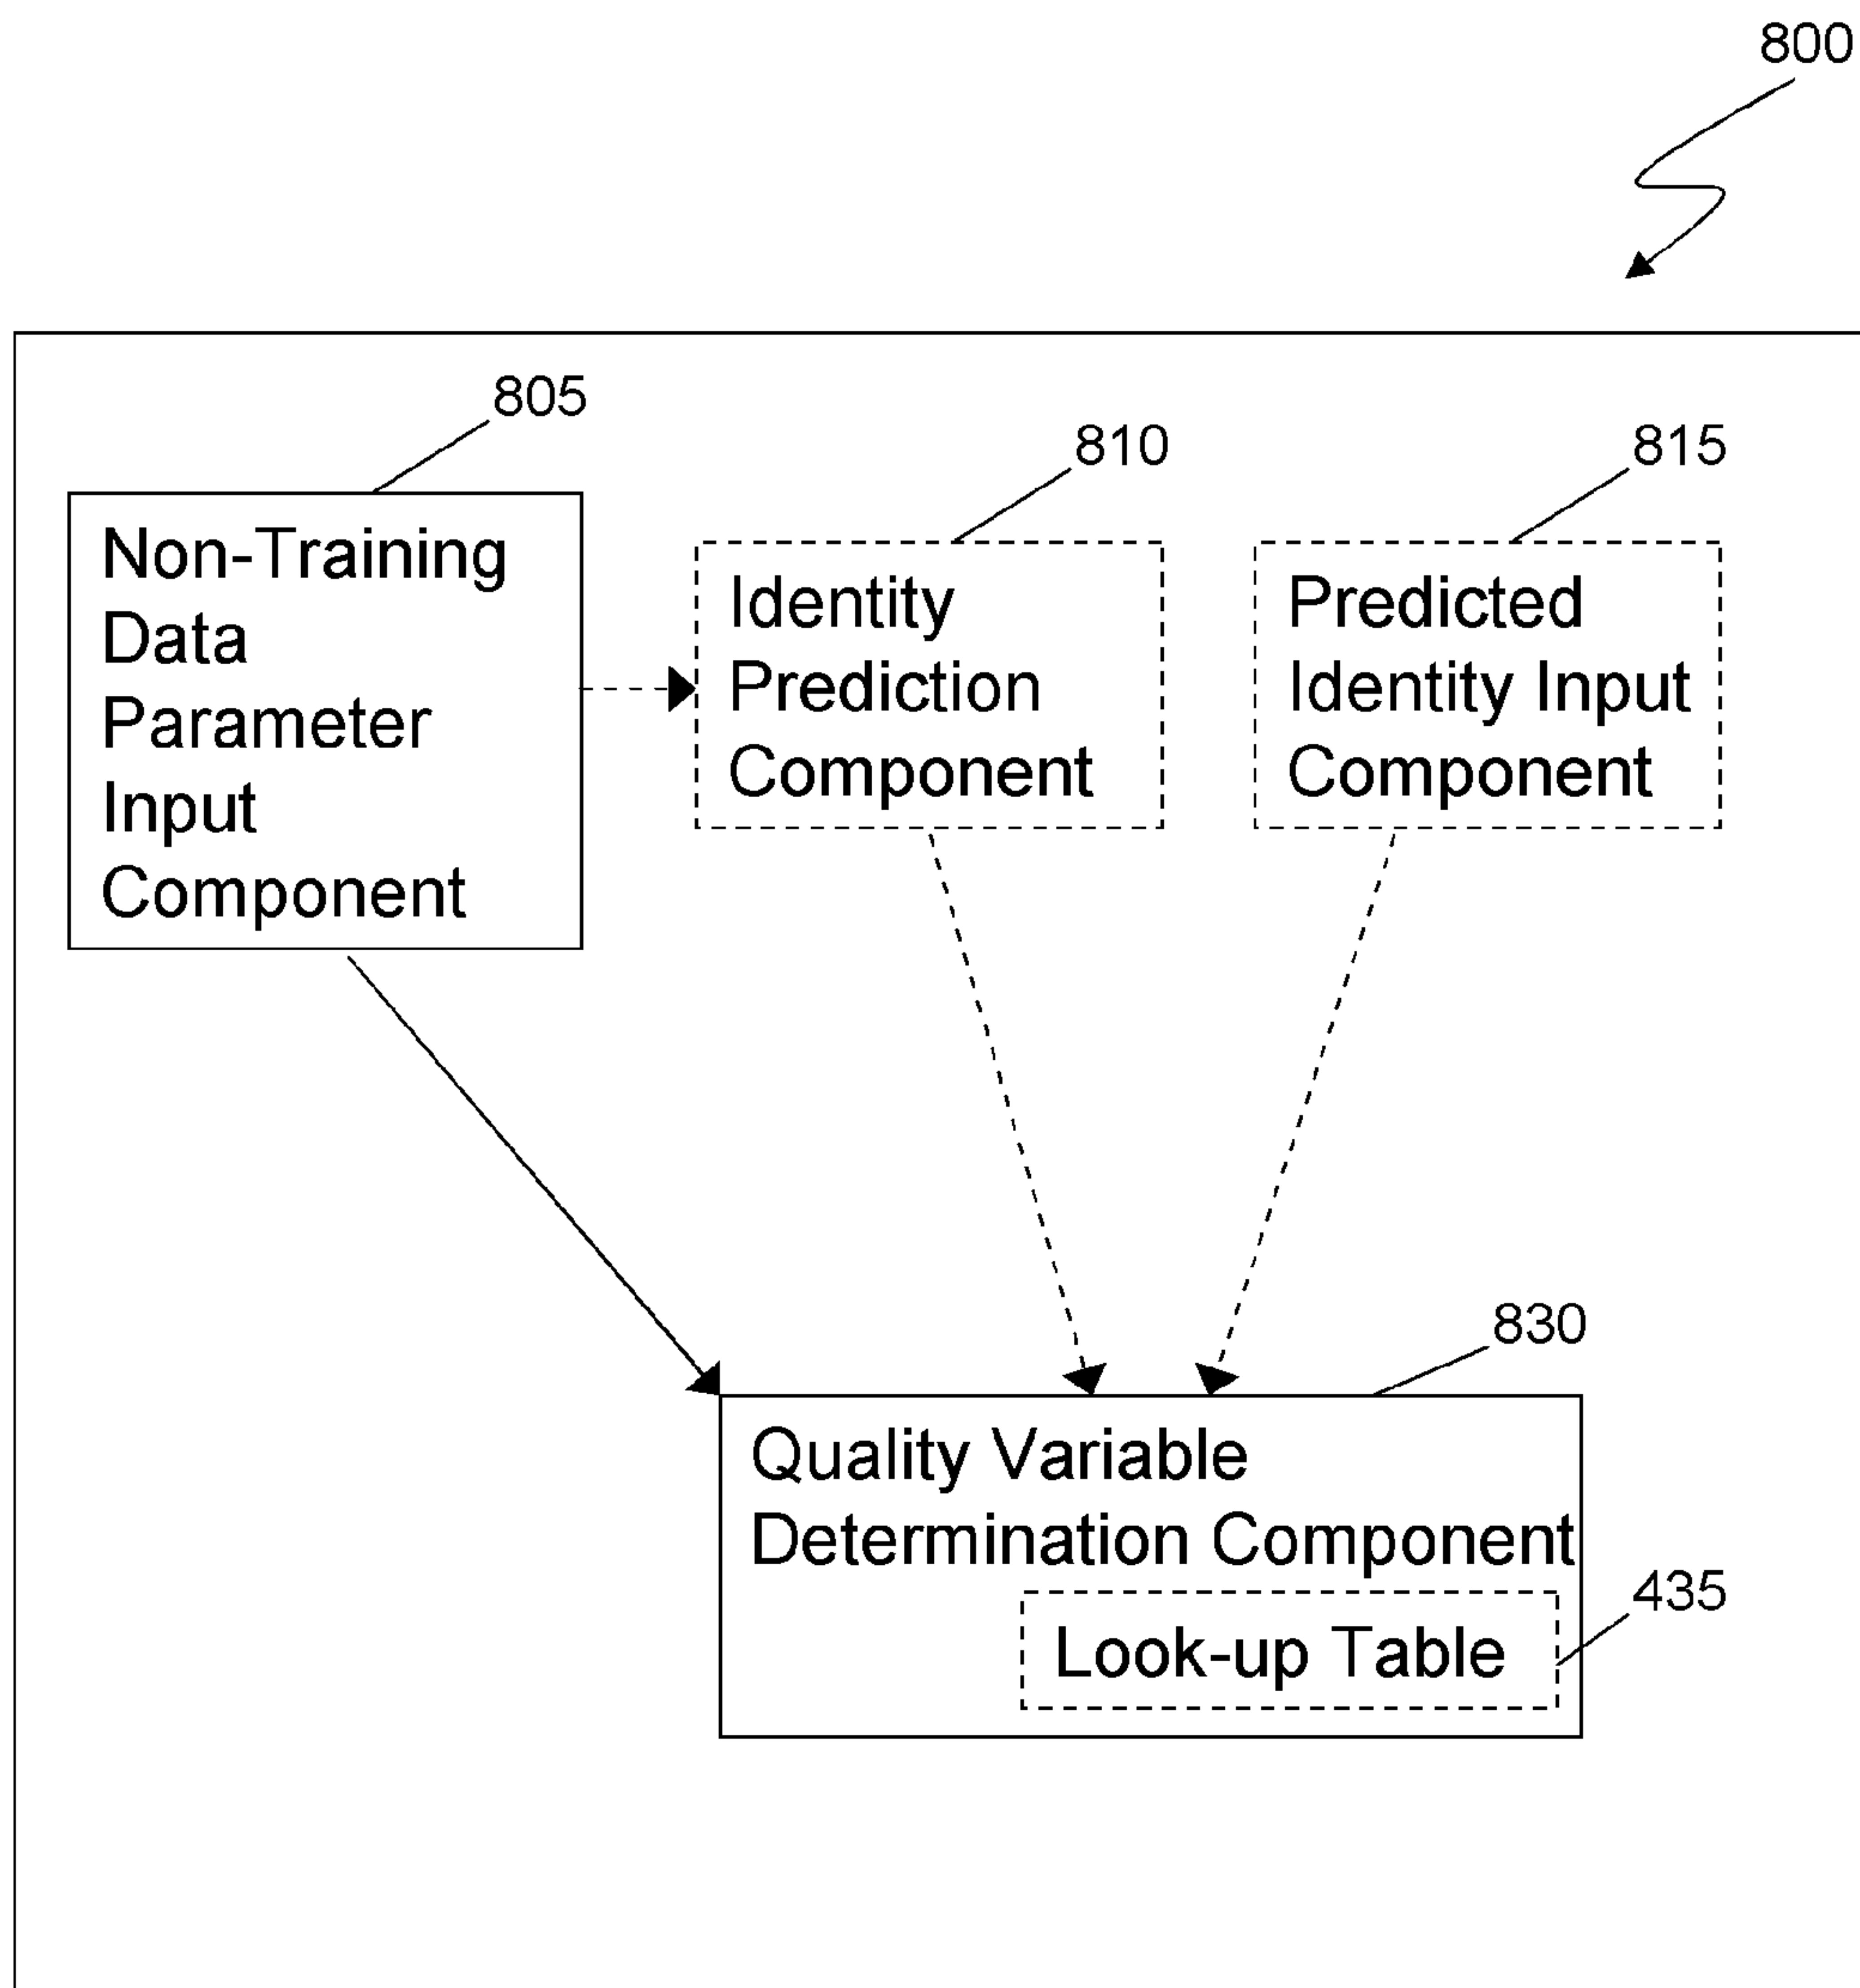 800
805
Non-Training
Data
Parameter
Input
Component
810
Identity
Prediction
Component
815
Predicted
Identity Input
Component
830
Quality Variable
Determination Component
435
Look-up Table